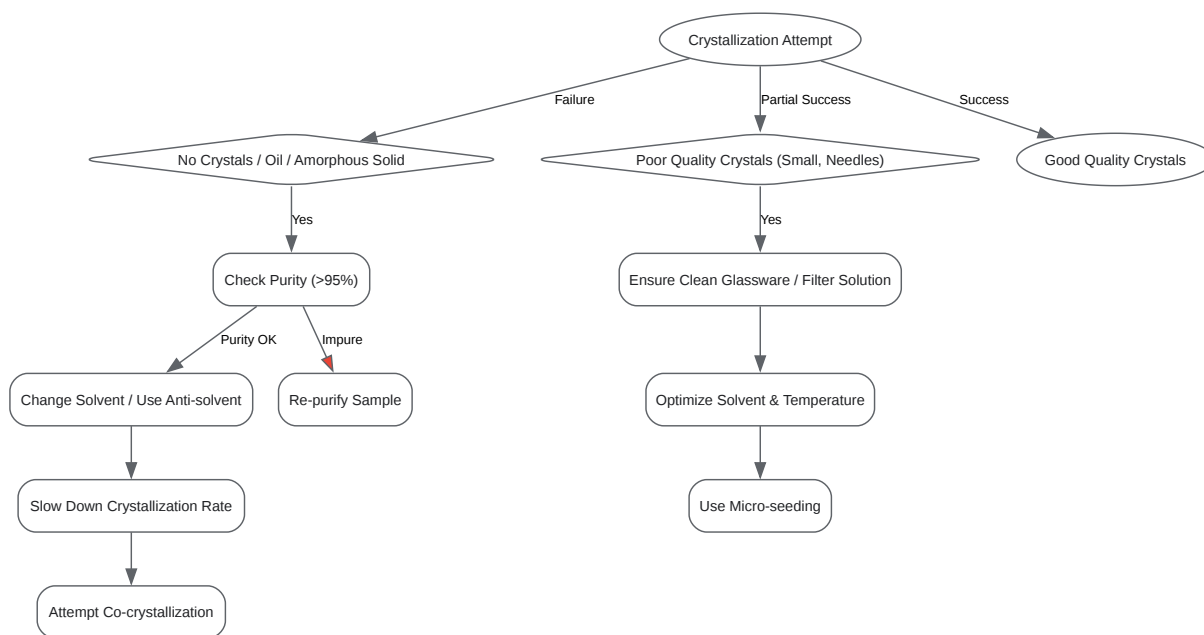 Crystallization Attempt
Failure
Partial Success
Success
No Crystals / Oil / Amorphous Solid
Poor Quality Crystals (Small, Needles)
Good Quality Crystals
Yes
Yes
Check Purity (>95%)
Ensure Clean Glassware / Filter Solution
Purity OK
Impure
Change Solvent / Use Anti-solvent
Re-purify Sample
Optimize Solvent & Temperature
Slow Down Crystallization Rate
Use Micro-seeding
Attempt Co-crystallization